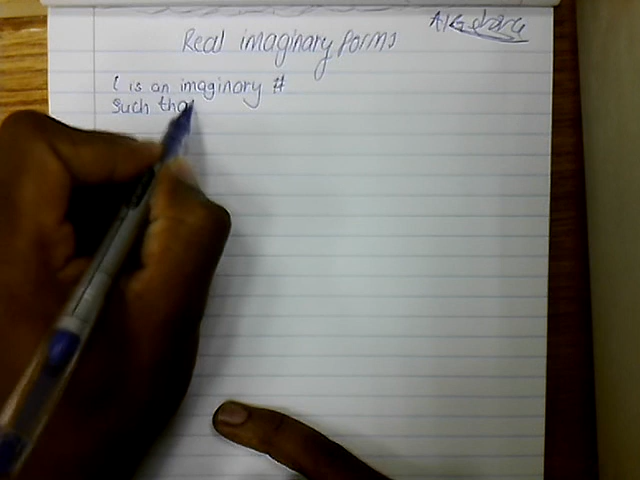 Algebra
Real imaginary Forms
i is an imaginary #
Such tha